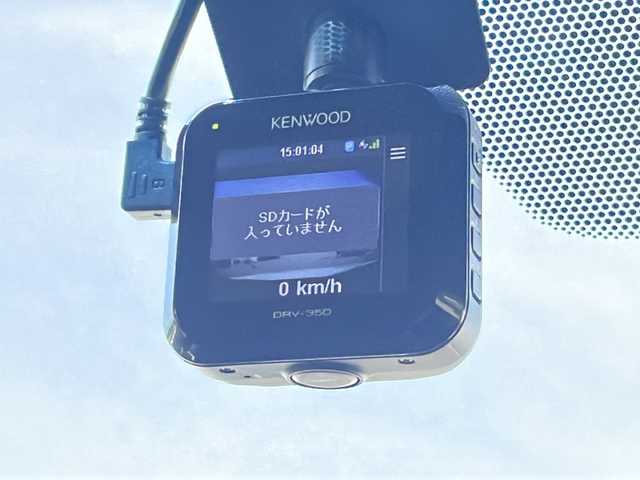 KENWOOD
15:01:04
SDカードが
入っていません
0 km/h
DRV-350
B